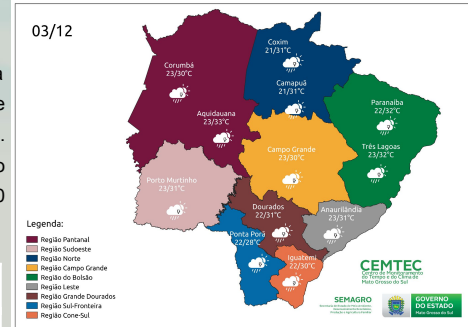 a
e
.
o
0
03/12
Coxim
21/31°C
Corumbá
23/30°C
Camapuã
21/31°C
Paranaíba
22/32°C
Aquidauana
23/33°C
Campo Grande
23/30°C
Três Lagoas
23/32°C
Porto Murtinho
23/31°C
Dourados
22/31°C
Anaurilândia
23/31°C
Ponta Porã
22/28°C
Iguatemi
22/30°C
Legenda:
Região Pantanal
Região Sudoeste
Região Norte
Região Campo Grande
Região do Bolsão
Região Leste
Região Grande Dourados
Região Sul-Fronteira
Região Cone-Sul
CEMTEC
Centro de Monitoramento
do Tempo e do Clima de
Mato Grosso do Sul
SEMAGRO
GOVERNO
DO ESTADO
Mato Grosso do Sul